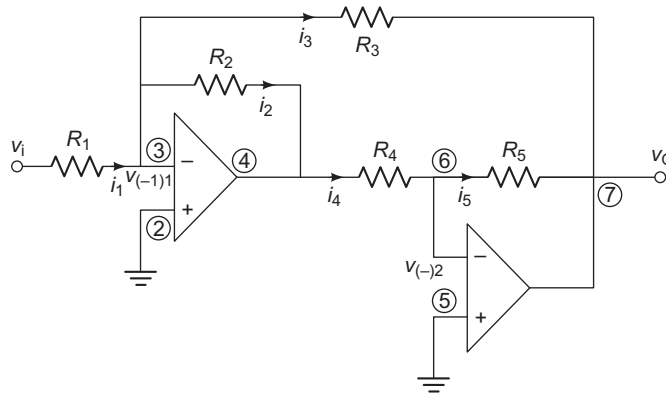 i3
R3
R2
i2
vi
R1
i1
③
v(−1)1
−
④
②
+
i4
R4
⑥
i5
R5
vO
⑦
v(−)2
−
⑤
+